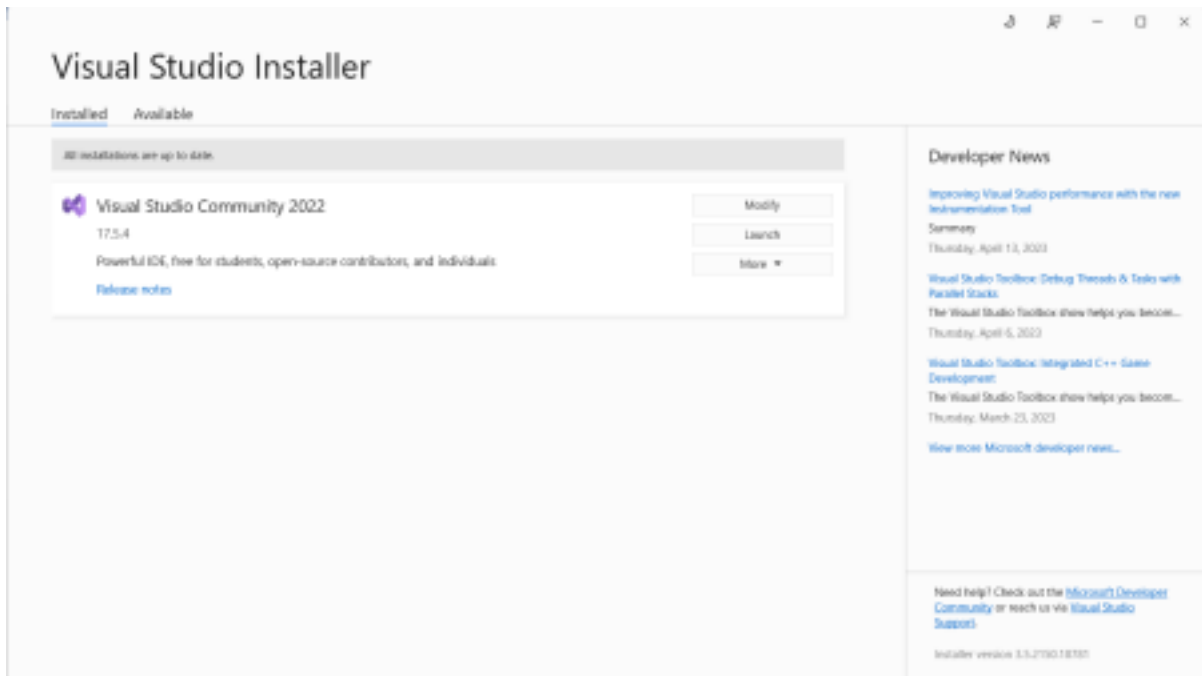 Visual Studio Installer
Installed Available
All installations are up to date.
Visual Studio Community 2022
17.5.4
Powerful IDE, free for students, open-source contributors, and individuals
Release notes
Modify
Launch
More
Developer News
Improving Visual Studio performance with the new
Instrumentation Tool
Summary
Thursday, April 13, 2023
Visual Studio Toolbox: Debug Threads & Tasks with
Parallel Stacks
The Visual Studio Toolbox show helps you becom...
Thursday, April 6, 2023
Visual Studio Toolbox: Integrated C++ Game
Development
The Visual Studio Toolbox show helps you becom...
Thursday, March 23, 2023
View more Microsoft developer news...
Need help? Check out the Microsoft Developer
Community or reach us via Visual Studio
Support.
Installer version